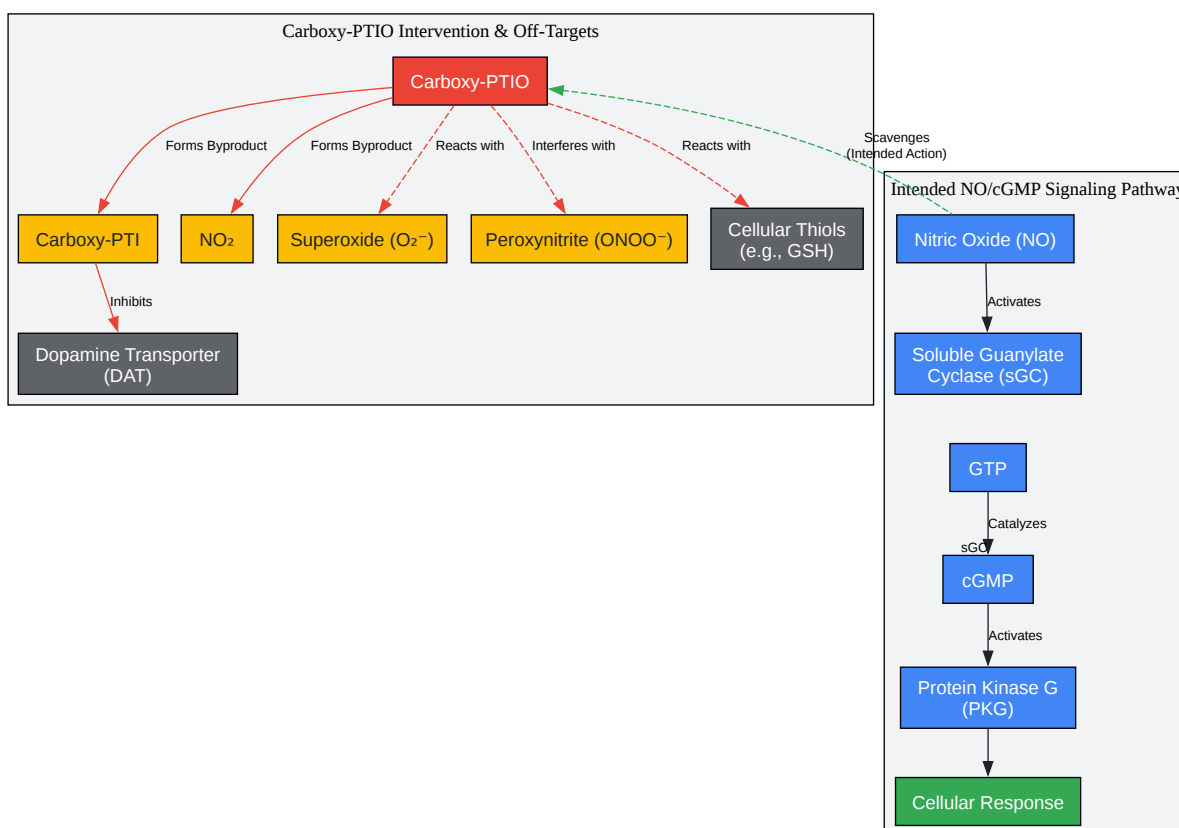 Carboxy-PTIO Intervention & Off-Targets
Carboxy-PTIO
Forms Byproduct
Forms Byproduct
Reacts with
Interferes with
Reacts with
Scavenges
(Intended Action)
Carboxy-PTI
NO₂
Superoxide (O₂⁻)
Peroxynitrite (ONOO⁻)
Cellular Thiols
(e.g., GSH)
Inhibits
Dopamine Transporter
(DAT)
Intended NO/cGMP Signaling Pathway
Nitric Oxide (NO)
Activates
Soluble Guanylate
Cyclase (sGC)
GTP
Catalyzes
sGC
cGMP
Activates
Protein Kinase G
(PKG)
Cellular Response